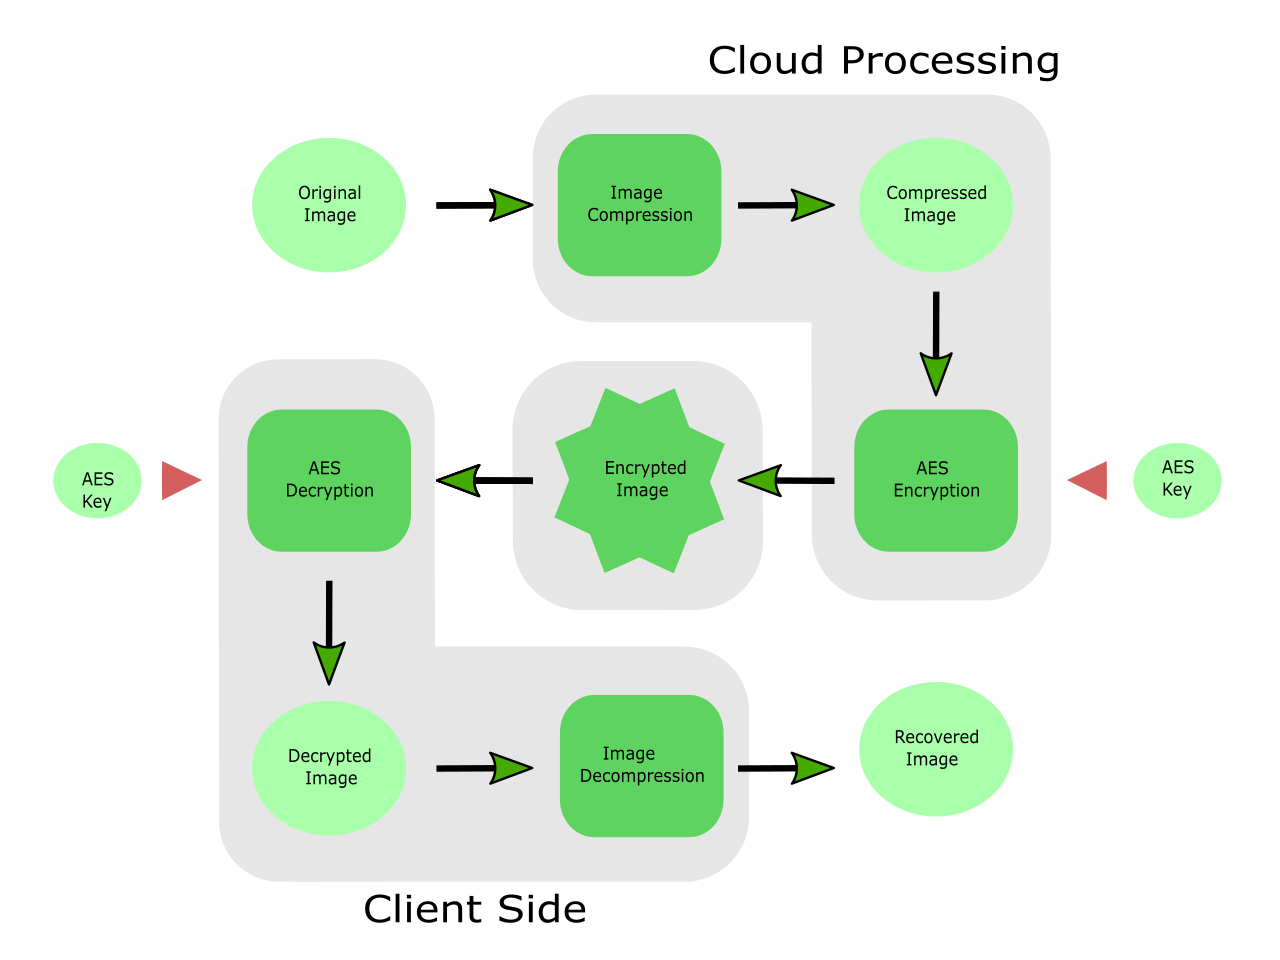 Cloud Processing
Original
Image
Image
Compression
Compressed
Image
AES
Key
AES
Decryption
Encrypted
Image
AES
Encryption
AES
Key
Decrypted
Image
Image
Decompression
Recovered
Image
Client Side